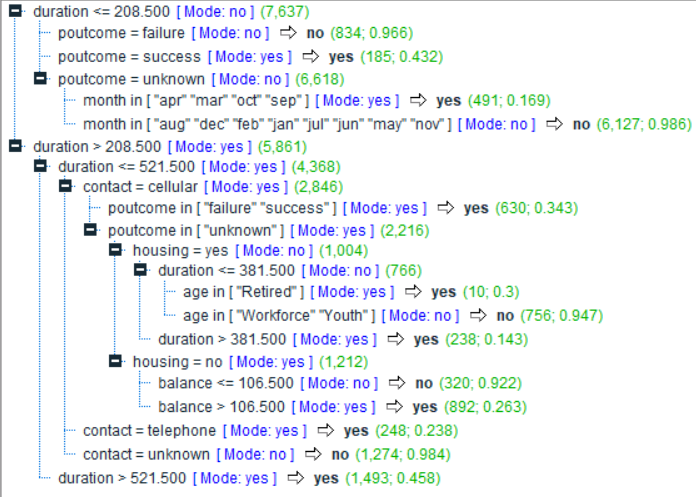 duration <= 208.500 [ Mode: no ] (7,637)
poutcome = failure [ Mode: no ] ⇨ no (834; 0.966)
poutcome = success [ Mode: yes ] ⇨ yes (185; 0.432)
poutcome = unknown [ Mode: no ] (6,618)
month in [ "apr" "mar" "oct" "sep" ] [ Mode: yes ] ⇨ yes (491; 0.169)
month in [ "aug" "dec" "feb" "jan" "jul" "jun" "may" "nov" ] [ Mode: no ] ⇨ no (6,127; 0.986)
duration > 208.500 [ Mode: yes ] (5,861)
duration <= 521.500 [ Mode: yes ] (4,368)
contact = cellular [ Mode: yes ] (2,846)
poutcome in [ "failure" "success" ] [ Mode: yes ] ⇨ yes (630; 0.343)
poutcome in [ "unknown" ] [ Mode: yes ] (2,216)
housing = yes [ Mode: no ] (1,004)
duration <= 381.500 [ Mode: no ] (766)
age in [ "Retired" ] [ Mode: yes ] ⇨ yes (10; 0.3)
age in [ "Workforce" "Youth" ] [ Mode: no ] ⇨ no (756; 0.947)
duration > 381.500 [ Mode: yes ] ⇨ yes (238; 0.143)
housing = no [ Mode: yes ] (1,212)
balance <= 106.500 [ Mode: no ] ⇨ no (320; 0.922)
balance > 106.500 [ Mode: yes ] ⇨ yes (892; 0.263)
contact = telephone [ Mode: yes ] ⇨ yes (248; 0.238)
contact = unknown [ Mode: no ] ⇨ no (1,274; 0.984)
duration > 521.500 [ Mode: yes ] ⇨ yes (1,493; 0.458)